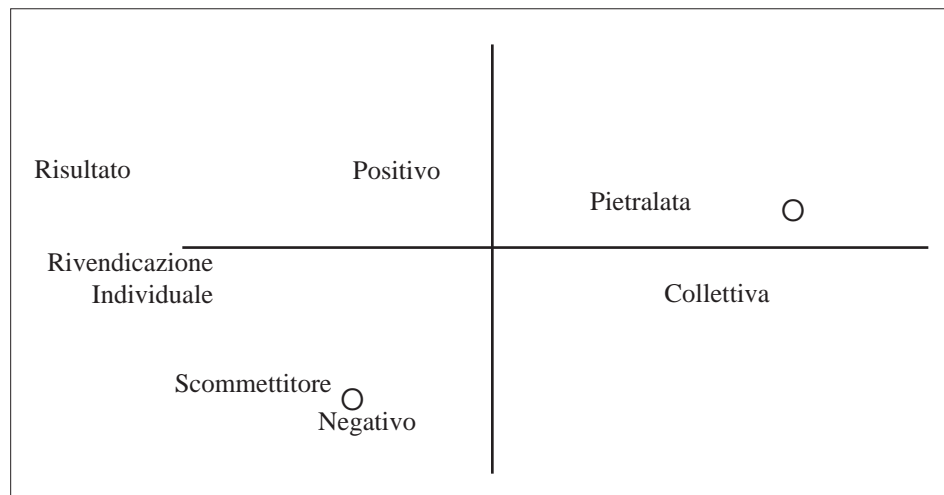 Risultato Positivo
Pietralata
Rivendicazione
Individuale Collettiva
Scommettitore
Negativo